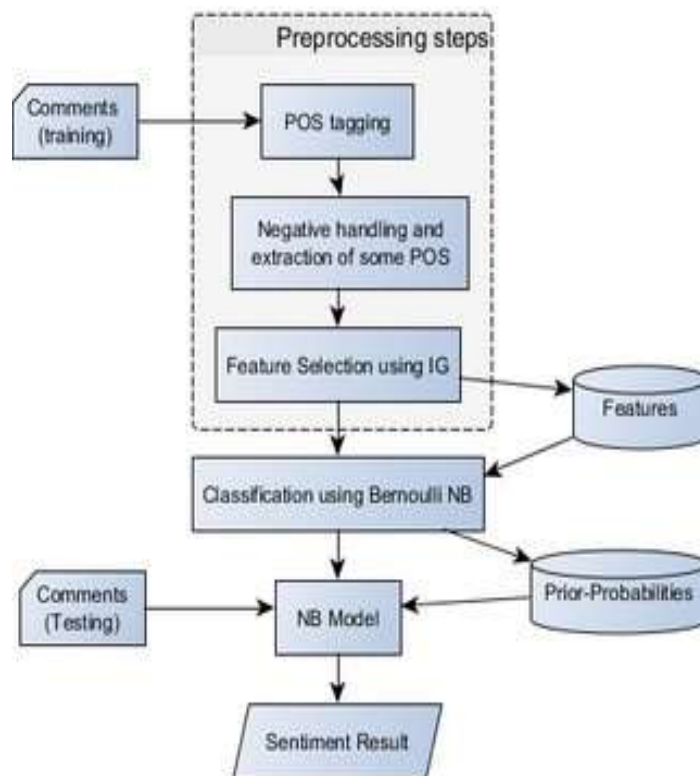 Preprocessing steps
Comments
(training)
POS tagging
Negative handling and
extraction of some POS
Feature Selection using IG
Features
Classification using Bernoulli NB
Comments
(Testing)
NB Model
Prior-Probabilities
Sentiment Result